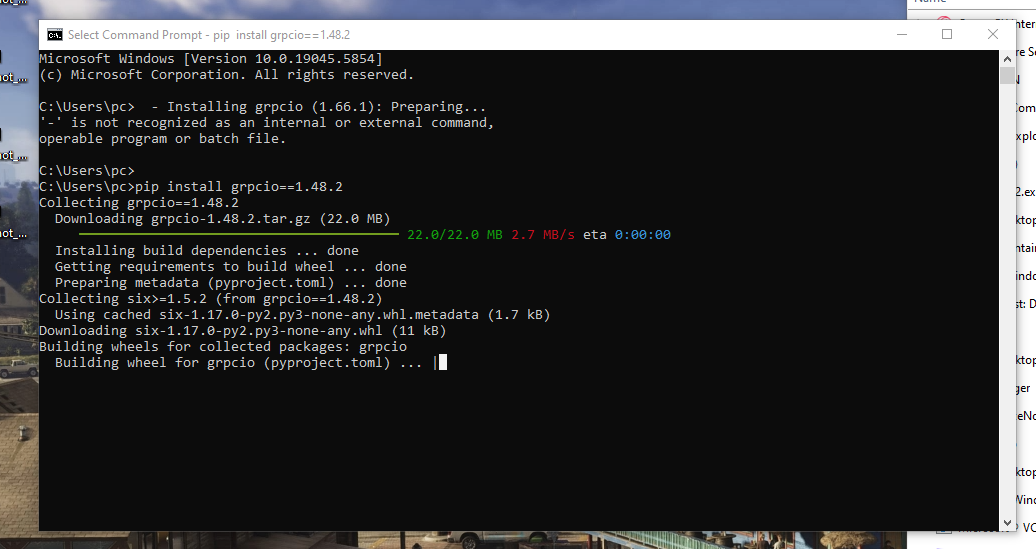 Select Command Prompt - pip  install grpcio==1.48.2
Microsoft Windows [Version 10.0.19045.5854]
(c) Microsoft Corporation. All rights reserved.
C:\Users\pc>  - Installing grpcio (1.66.1): Preparing...
'-' is not recognized as an internal or external command,
operable program or batch file.
C:\Users\pc>
C:\Users\pc>pip install grpcio==1.48.2
Collecting grpcio==1.48.2
  Downloading grpcio-1.48.2.tar.gz (22.0 MB)
22.0/22.0 MB 2.7 MB/s eta 0:00:00
  Installing build dependencies ... done
  Getting requirements to build wheel ... done
  Preparing metadata (pyproject.toml) ... done
Collecting six>=1.5.2 (from grpcio==1.48.2)
  Using cached six-1.17.0-py2.py3-none-any.whl.metadata (1.7 kB)
Downloading six-1.17.0-py2.py3-none-any.whl (11 kB)
Building wheels for collected packages: grpcio
  Building wheel for grpcio (pyproject.toml) ... |